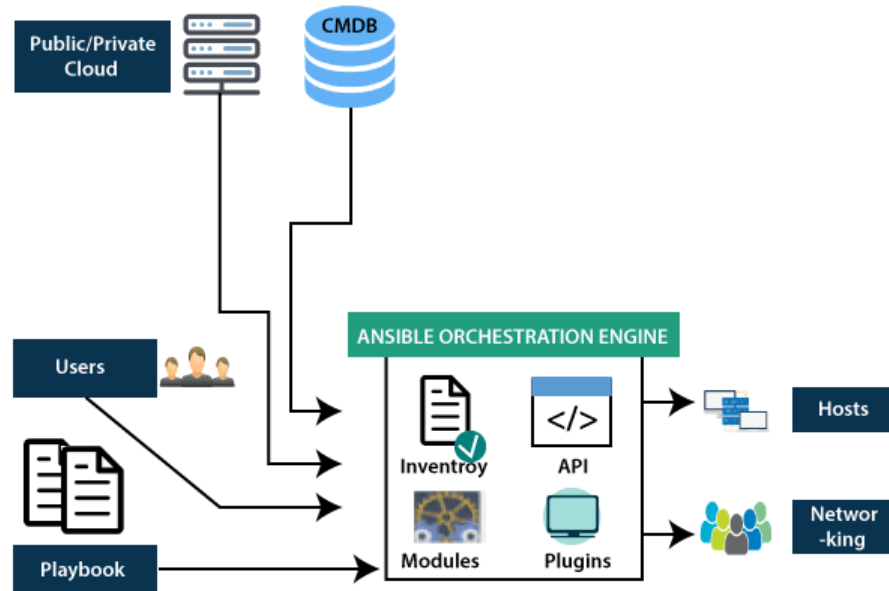 Public/Private
Cloud
CMDB
ANSIBLE ORCHESTRATION ENGINE
Users
Inventroy
API
Hosts
Modules
Plugins
Networ
-king
Playbook